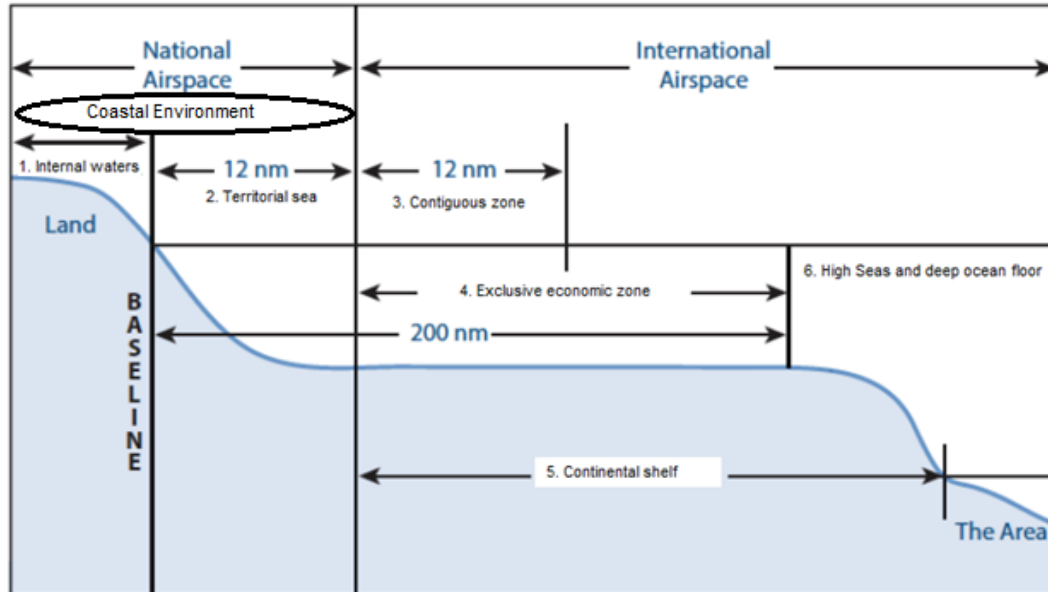 National
Airspace
International
Airspace
Coastal Environment
1. Internal waters
12 nm
12 nm
2. Territorial sea
3. Contiguous zone
Land
6. High Seas and deep ocean floor
4. Exclusive economic zone
200 nm
BASELINE
5. Continental shelf
The Area